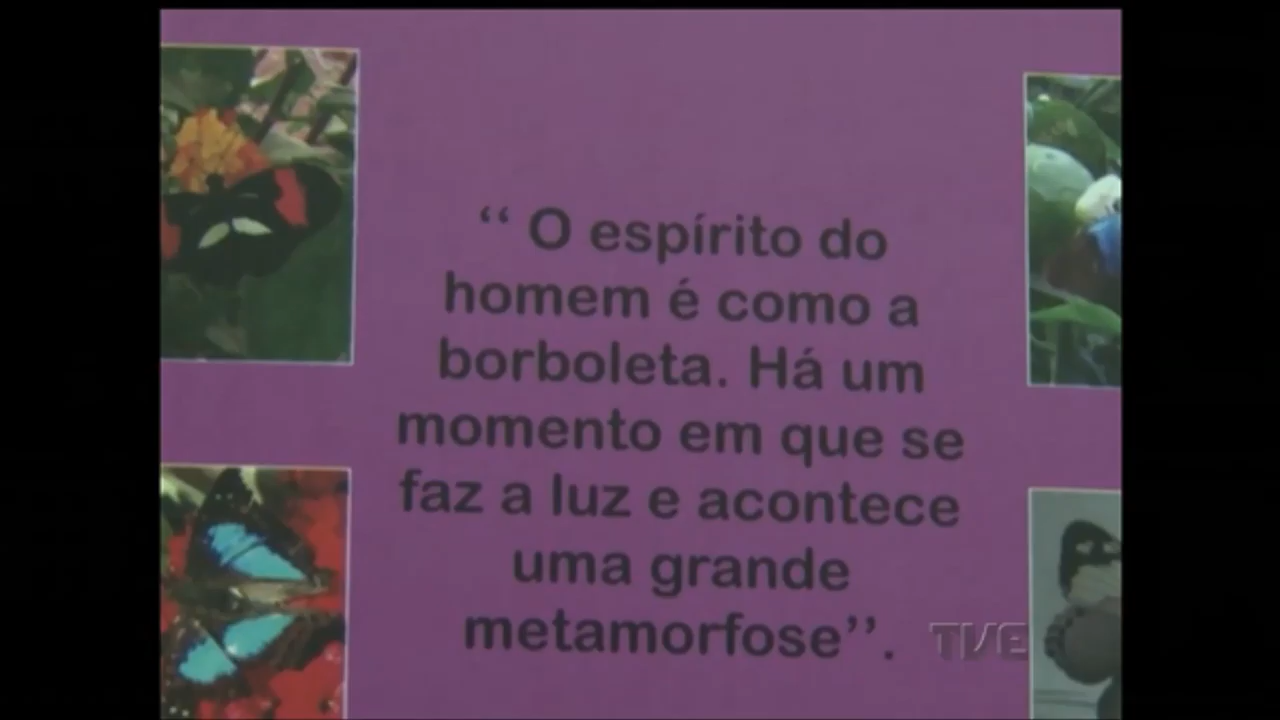 “ O espírito do
homem é como a
borboleta. Há um
momento em que se
faz a luz e acontece
uma grande
metamorfose”.
TVE